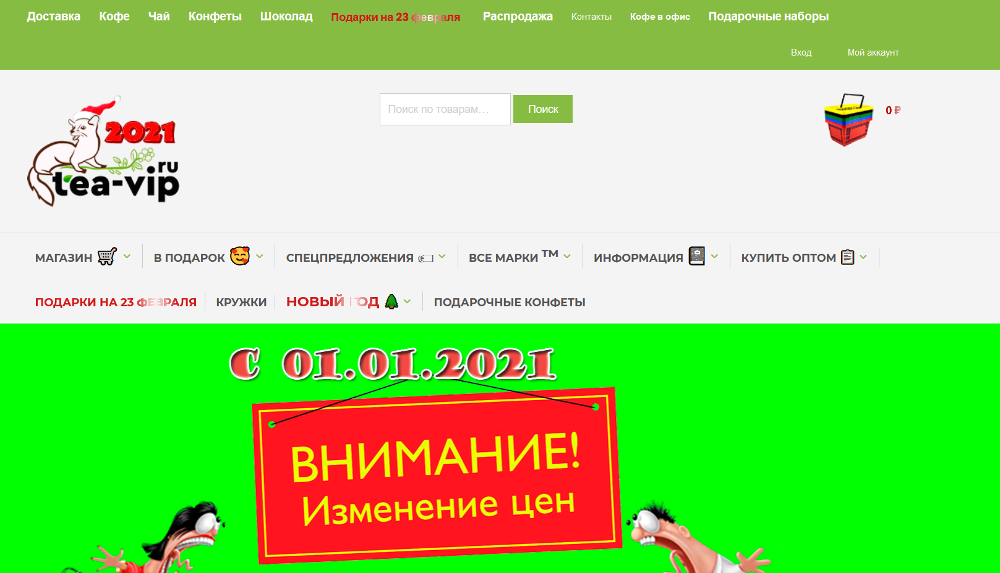 Доставка Кофе Чай Конфеты Шоколад Подарки на 23 февраля Распродажа Контакты Кофе в офис Подарочные наборы
Вход Мой аккаунт
2021
tea-vip.ru
Поиск по товарам... Поиск
0 ₽
МАГАЗИН В ПОДАРОК СПЕЦПРЕДЛОЖЕНИЯ ВСЕ МАРКИ ™ ИНФОРМАЦИЯ КУПИТЬ ОПТОМ
ПОДАРКИ НА 23 ФЕВРАЛЯ КРУЖКИ НОВЫЙ ГОД ПОДАРОЧНЫЕ КОНФЕТЫ
С 01.01.2021
ВНИМАНИЕ!
Изменение цен